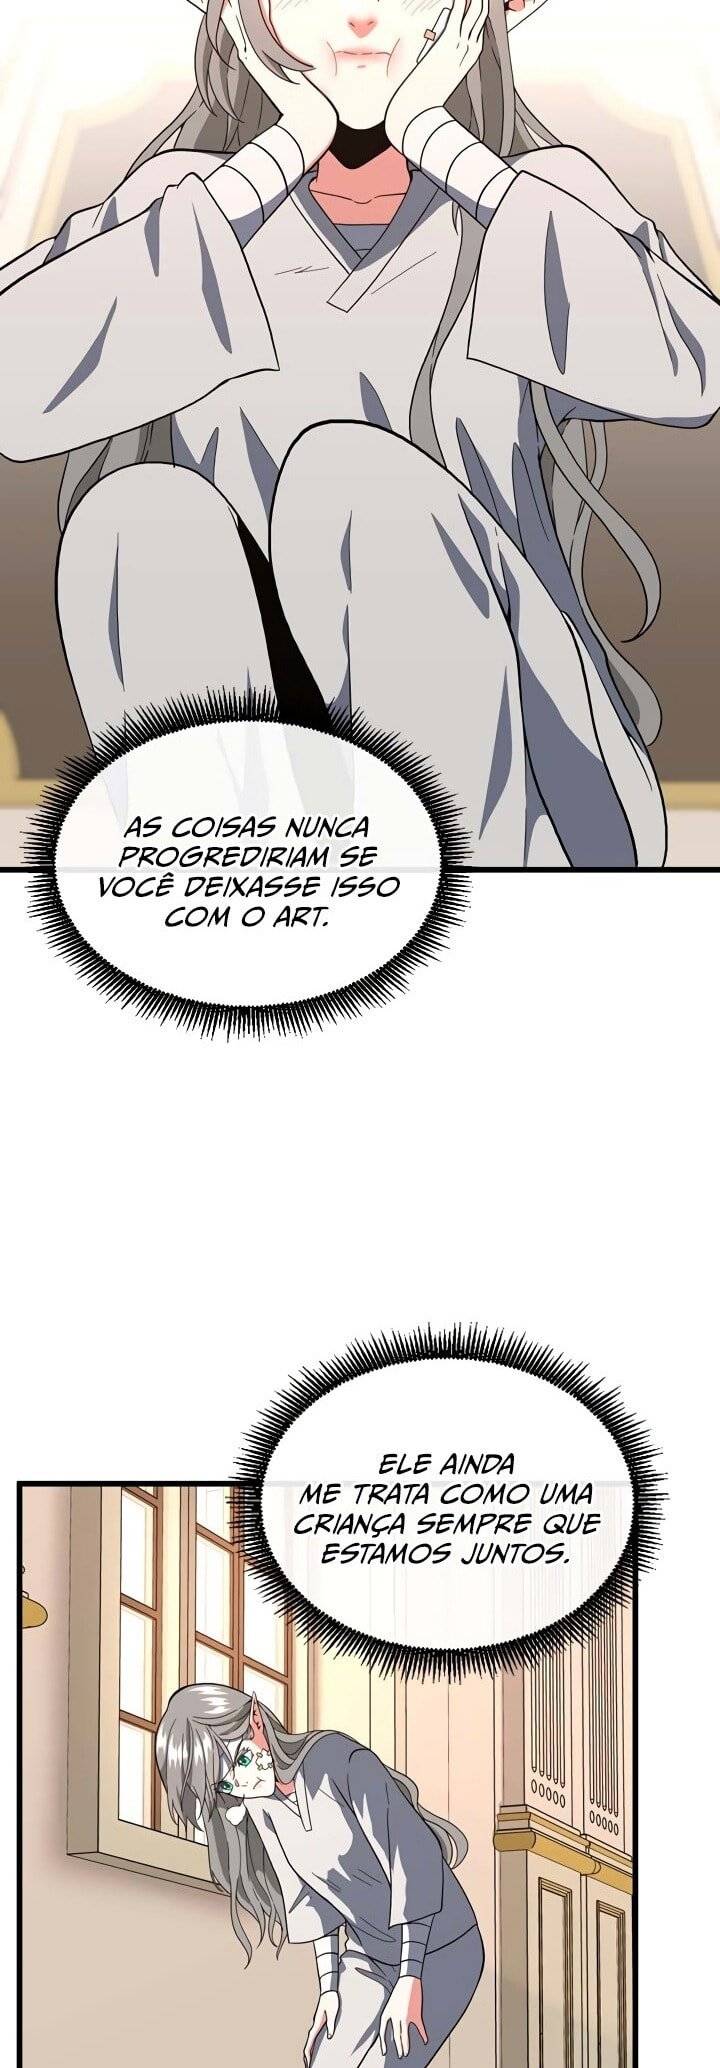 AS COISAS NUNCA
PROGREDIRIAM SE
VOCÊ DEIXASSE ISSO
COM O ART.
ELE AINDA
ME TRATA COMO UMA
CRIANÇA SEMPRE QUE
ESTAMOS JUNTOS.